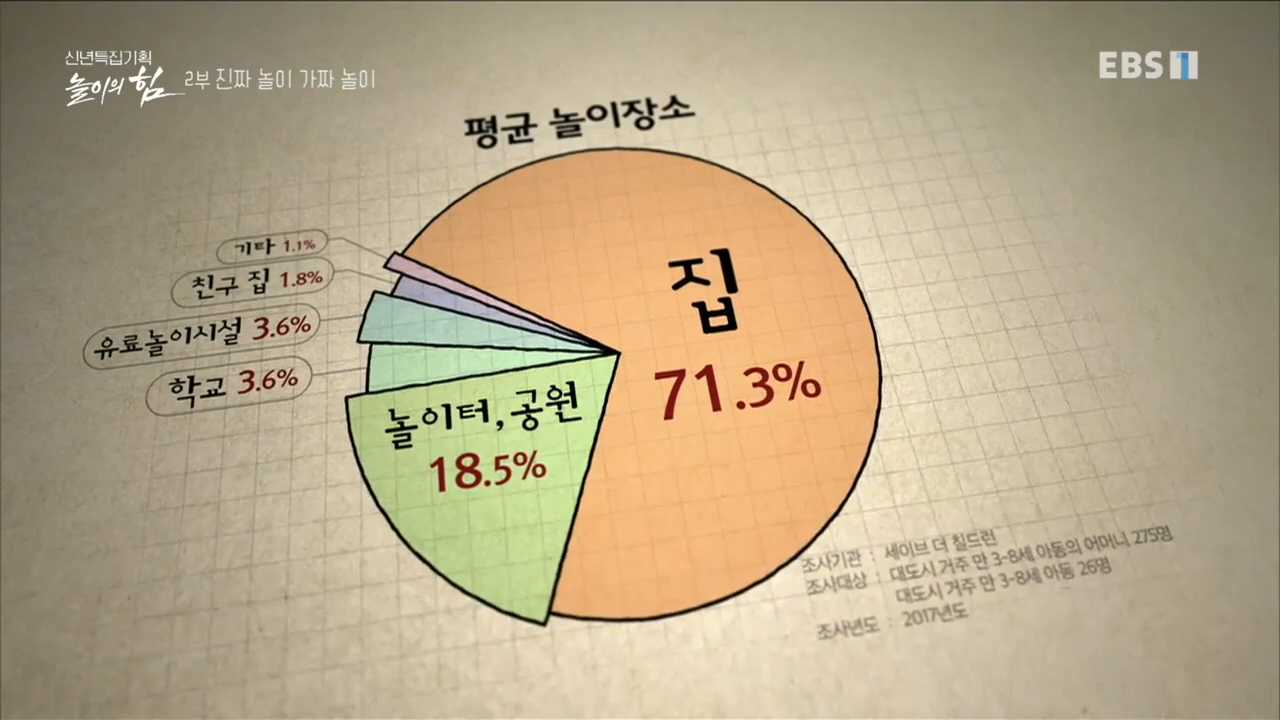 신년특집기획
놀이의 힘 2부 진짜 놀이 가짜 놀이
EBS 1
평균 놀이장소
기타 1.1%
친구 집 1.8%
유료놀이시설 3.6%
학교 3.6%
놀이터, 공원
18.5%
집
71.3%
조사기관 : 세이브 더 칠드런
조사대상 : 대도시 거주 만 3-8세 아동의 어머니 275명
대도시 거주 만 3-8세 아동 26명
조사년도 : 2017년도